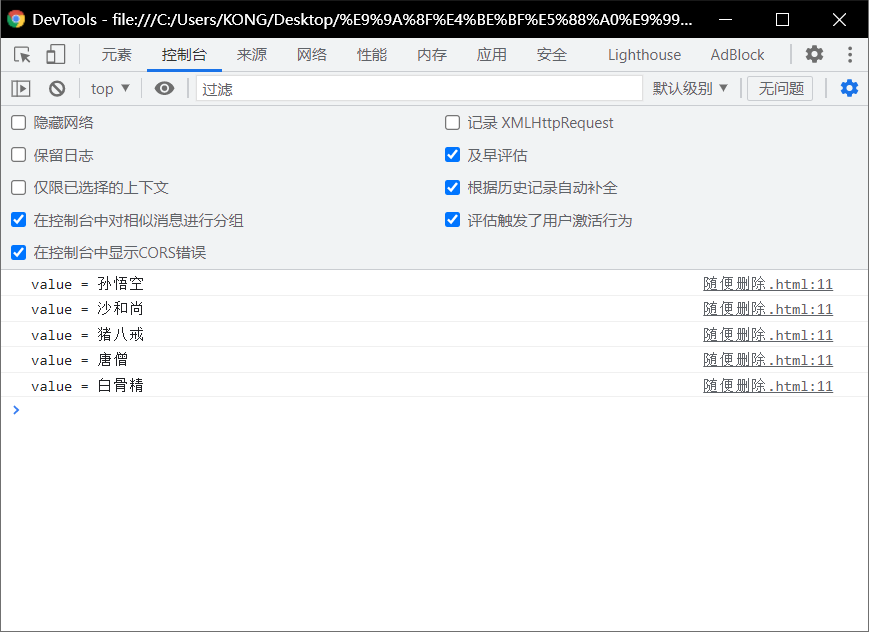 DevTools - file:///C:/Users/KONG/Desktop/%E9%9A%8F%E4%BE%BF%E5%88%A0%E9%99...
元素 控制台 来源 网络 性能 内存 应用 安全 Lighthouse AdBlock
top ▼ 过滤 默认级别 ▼ 无问题
隐藏网络 记录 XMLHttpRequest
保留日志 及早评估
仅限已选择的上下文 根据历史记录自动补全
在控制台中对相似消息进行分组 评估触发了用户激活行为
在控制台中显示CORS错误
value = 孙悟空 随便删除.html:11
value = 沙和尚 随便删除.html:11
value = 猪八戒 随便删除.html:11
value = 唐僧 随便删除.html:11
value = 白骨精 随便删除.html:11